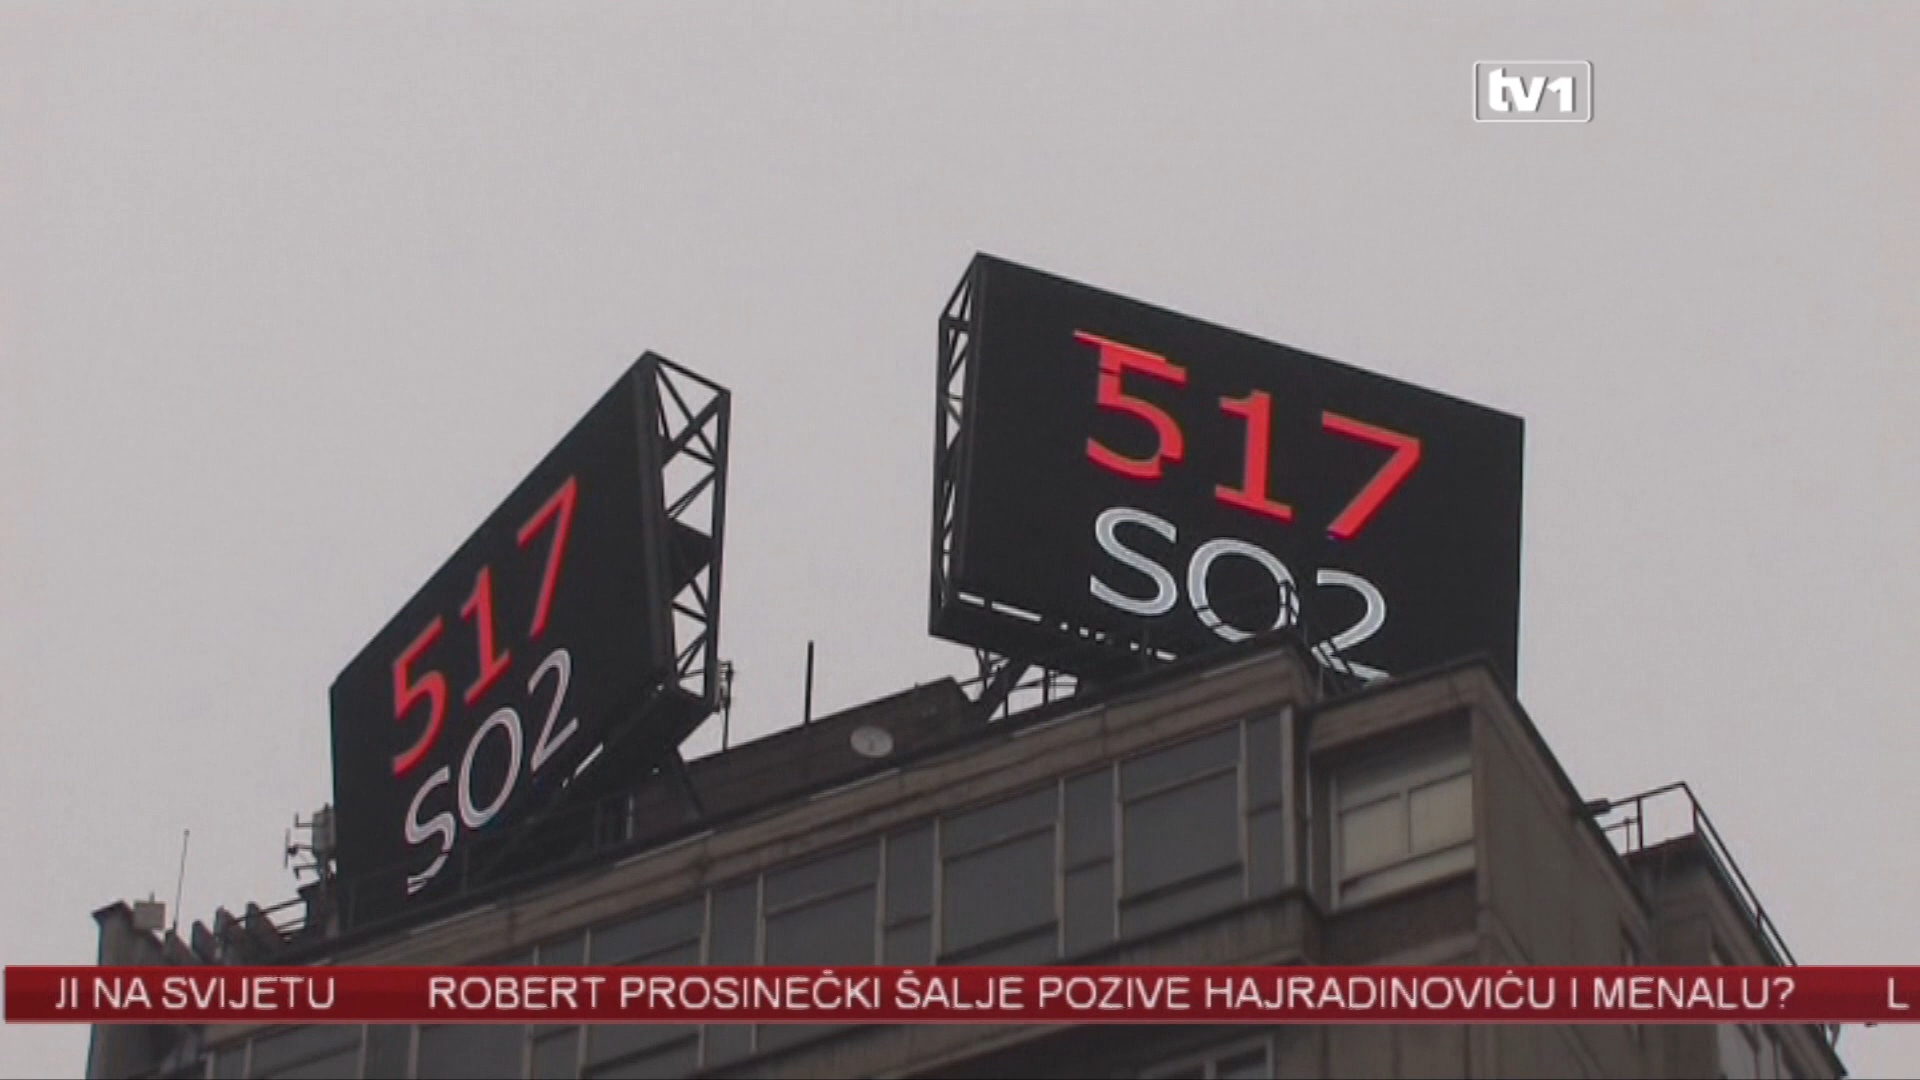 tv1
517
SO2
517
SO2
JI NA SVIJETU ROBERT PROSINEČKI ŠALJE POZIVE HAJRADINOVIĆU I MENALU? L